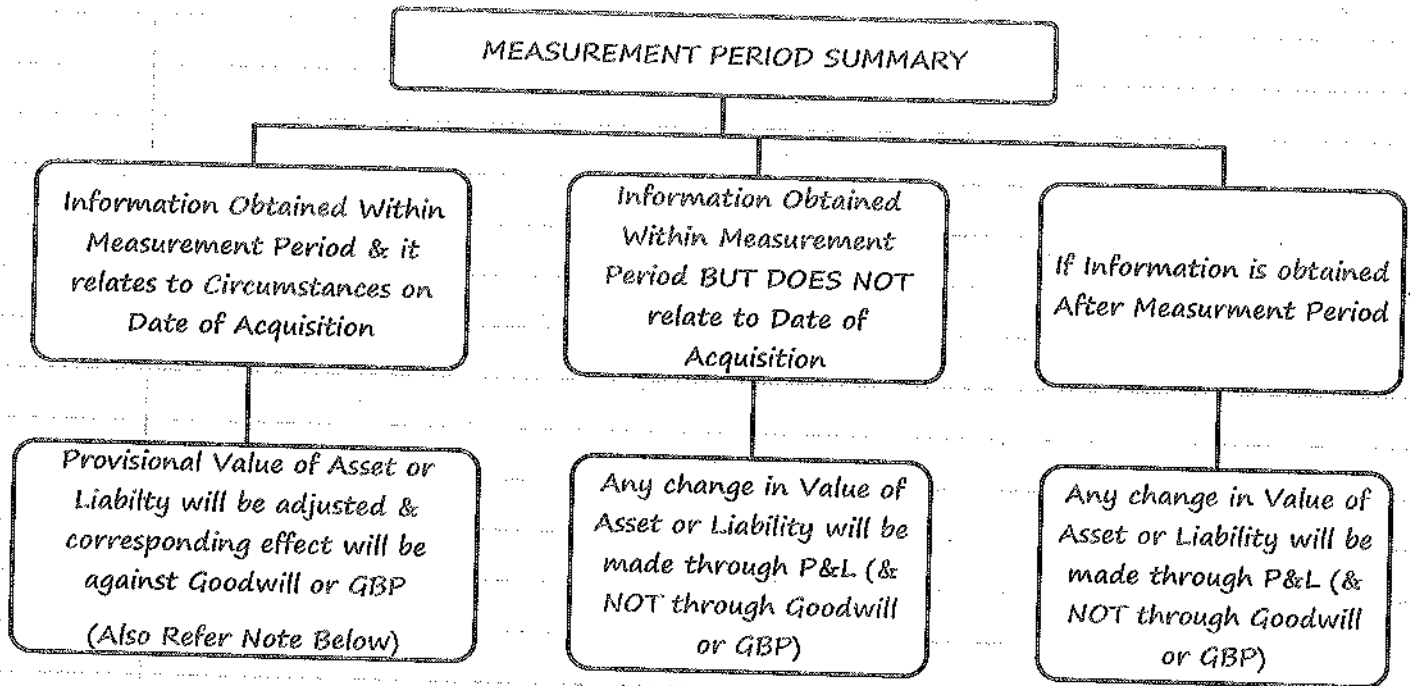 MEASUREMENT PERIOD SUMMARY
Information Obtained Within
Measurement Period & it
relates to Circumstances on
Date of Acquisition
Information Obtained
Within Measurement
Period BUT DOES NOT
relate to Date of
Acquisition
If Information is obtained
After Measurment Period
Provisional Value of Asset or
Liabilty will be adjusted &
corresponding effect will be
against Goodwill or GBP
(Also Refer Note Below)
Any change in Value of
Asset or Liability will be
made through P&L (&
NOT through Goodwill
or GBP)
Any change in Value of
Asset or Liability will be
made through P&L (&
NOT through Goodwill
or GBP)